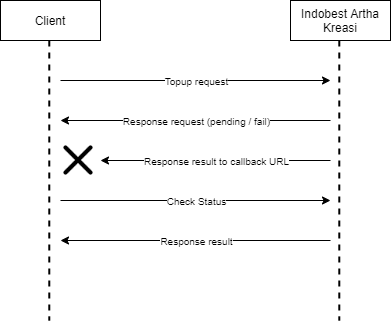 Client
Indobest Artha
Kreasi
Topup request
Response request (pending / fail)
Response result to callback URL
Check Status
Response result